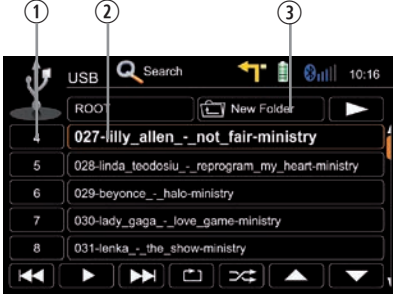 1 2 3
USB Search 10:16
ROOT New Folder
4 027-lilly_allen_-_not_fair-ministry
5 028-linda_teodosiu_-_reprogram_my_heart-ministry
6 029-beyonce_-_halo-ministry
7 030-lady_gaga_-_love_game-ministry
8 031-lenka_-_the_show-ministry